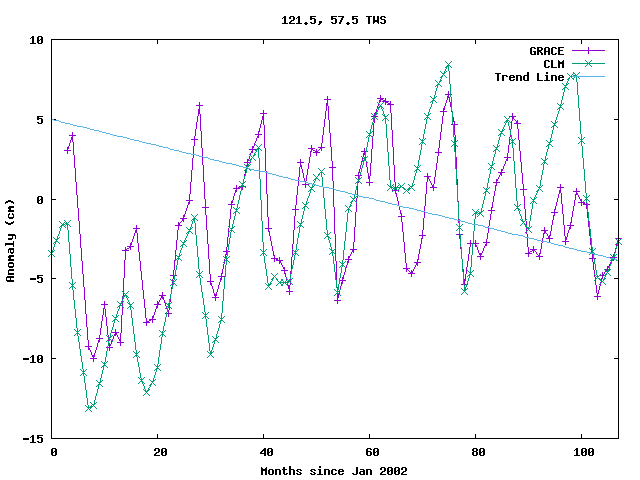 121.5, 57.5 TWS
GRACE
CLM
Trend Line
10
5
0
-5
-10
-15
Anomaly (cm)
0 20 40 60 80 100
Months since Jan 2002